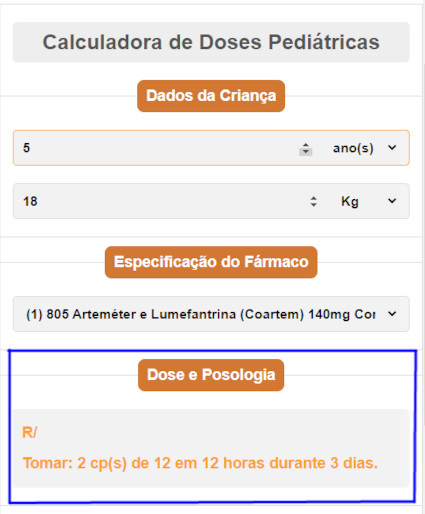 Calculadora de Doses Pediátricas
Dados da Criança
5 ano(s)
18 Kg
Especificação do Fármaco
(1) 805 Arteméter e Lumefantrina (Coartem) 140mg Cor
Dose e Posologia
R/
Tomar: 2 cp(s) de 12 em 12 horas durante 3 dias.